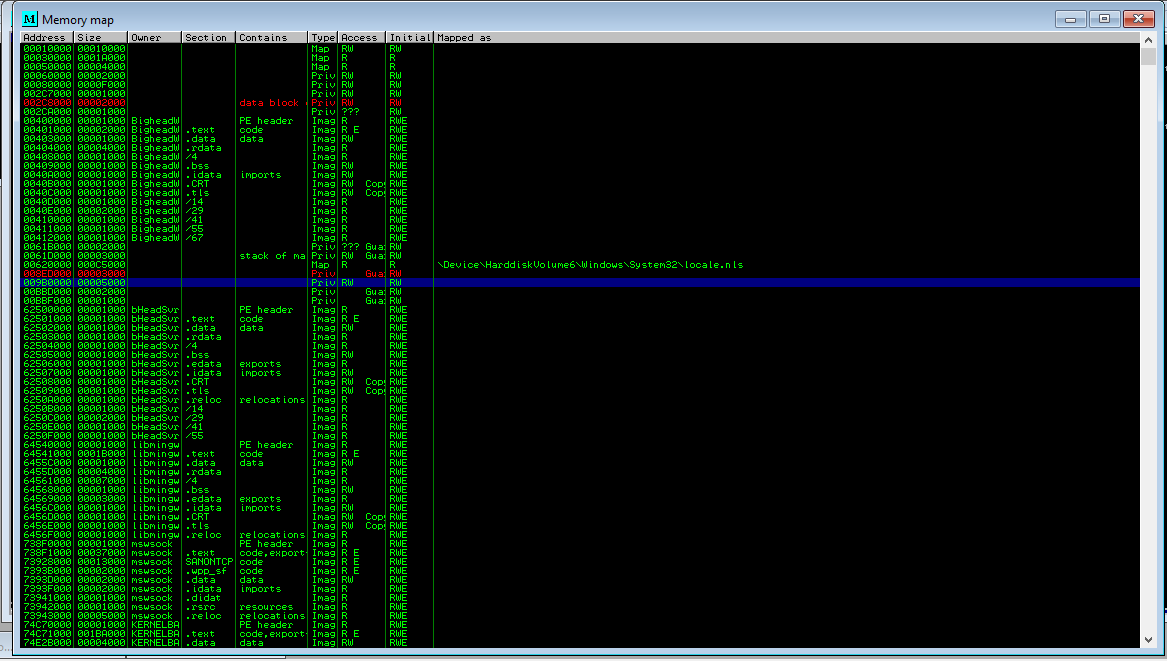 M Memory map
Address Size Owner Section Contains Type Access Initial Mapped as
00010000 00010000 Map RW RW
00030000 0001A000 Map R R
00050000 00004000 Map R R
00060000 00002000 Priv RW RW
00080000 0000F000 Priv RW RW
002C7000 00001000 Priv RW RW
002C8000 00002000 data block Priv RW RW
002CA000 00001000 Priv ??? RW
00400000 00001000 BigheadW PE header Imag R RWE
00401000 00002000 BigheadW .text code Imag R E RWE
00403000 00001000 BigheadW .data data Imag RW RWE
00404000 00004000 BigheadW .rdata Imag R RWE
00408000 00001000 BigheadW /4 Imag R RWE
00409000 00001000 BigheadW .bss Imag RW RWE
0040A000 00001000 BigheadW .idata imports Imag RW RWE
0040B000 00001000 BigheadW .CRT Imag RW Cop RWE
0040C000 00001000 BigheadW .tls Imag RW Cop RWE
0040D000 00001000 BigheadW /14 Imag R RWE
0040E000 00002000 BigheadW /29 Imag R RWE
00410000 00001000 BigheadW /41 Imag R RWE
00411000 00001000 BigheadW /55 Imag R RWE
00412000 00001000 BigheadW /67 Imag R RWE
0061B000 00002000 Priv ??? Gua RW
0061D000 00003000 stack of ma Priv RW Gua RW
00620000 000C5000 Map R R \Device\HarddiskVolume6\Windows\System32\locale.nls
008ED000 00003000 Priv Gua RW
009B0000 00005000 Priv RW RW
00BBD000 00002000 Priv Gua RW
00BBF000 00001000 Priv Gua RW
62500000 00001000 bHeadSvr PE header Imag R RWE
62501000 00001000 bHeadSvr .text code Imag R E RWE
62502000 00001000 bHeadSvr .data data Imag RW RWE
62503000 00001000 bHeadSvr .rdata Imag R RWE
62504000 00001000 bHeadSvr /4 Imag R RWE
62505000 00001000 bHeadSvr .bss Imag RW RWE
62506000 00001000 bHeadSvr .edata exports Imag R RWE
62507000 00001000 bHeadSvr .idata imports Imag RW RWE
62508000 00001000 bHeadSvr .CRT Imag RW Cop RWE
62509000 00001000 bHeadSvr .tls Imag RW Cop RWE
6250A000 00001000 bHeadSvr .reloc relocations Imag R RWE
6250B000 00001000 bHeadSvr /14 Imag R RWE
6250C000 00002000 bHeadSvr /29 Imag R RWE
6250E000 00001000 bHeadSvr /41 Imag R RWE
6250F000 00001000 bHeadSvr /55 Imag R RWE
64540000 00001000 libmingw PE header Imag R RWE
64541000 0001B000 libmingw .text code Imag R E RWE
6455C000 00001000 libmingw .data data Imag RW RWE
6455D000 00004000 libmingw .rdata Imag R RWE
64561000 00007000 libmingw /4 Imag R RWE
64568000 00001000 libmingw .bss Imag RW RWE
64569000 00003000 libmingw .edata exports Imag R RWE
6456C000 00001000 libmingw .idata imports Imag RW RWE
6456D000 00001000 libmingw .CRT Imag RW Cop RWE
6456E000 00001000 libmingw .tls Imag RW Cop RWE
6456F000 00001000 libmingw .reloc relocations Imag R RWE
738F0000 00001000 mswsock PE header Imag R RWE
738F1000 00037000 mswsock .text code,export Imag R E RWE
73928000 00013000 mswsock SANONTCP code Imag R E RWE
7393B000 00002000 mswsock .wpp_sf code Imag R E RWE
7393D000 00002000 mswsock .data data Imag RW RWE
7393F000 00002000 mswsock .idata imports Imag R RWE
73941000 00001000 mswsock .didat Imag R RWE
73942000 00001000 mswsock .rsrc resources Imag R RWE
73943000 00005000 mswsock .reloc relocations Imag R RWE
74C70000 00001000 KERNELBA PE header Imag R RWE
74C71000 001BA000 KERNELBA .text code,export Imag R E RWE
74E2B000 00004000 KERNELBA .data data Imag RW RWE